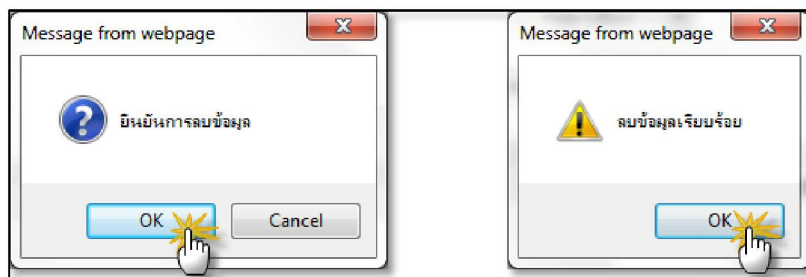 Message from webpage
X
ยืนยันการลบข้อมูล
OK
Cancel
Message from webpage
X
ลบข้อมูลเรียบร้อย
OK